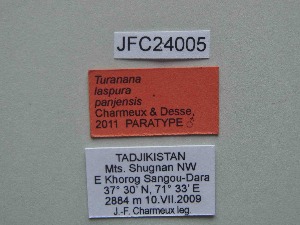 JFC24005
Turanana
laspura
panjensis
Charmeux & Desse,
2011 PARATYPE ♂
TADJIKISTAN
Mts. Shugnan NW
E Khorog Sangou-Dara
37° 30' N, 71° 33' E
2884 m 10.VII.2009
J.-F. Charmeux leg.